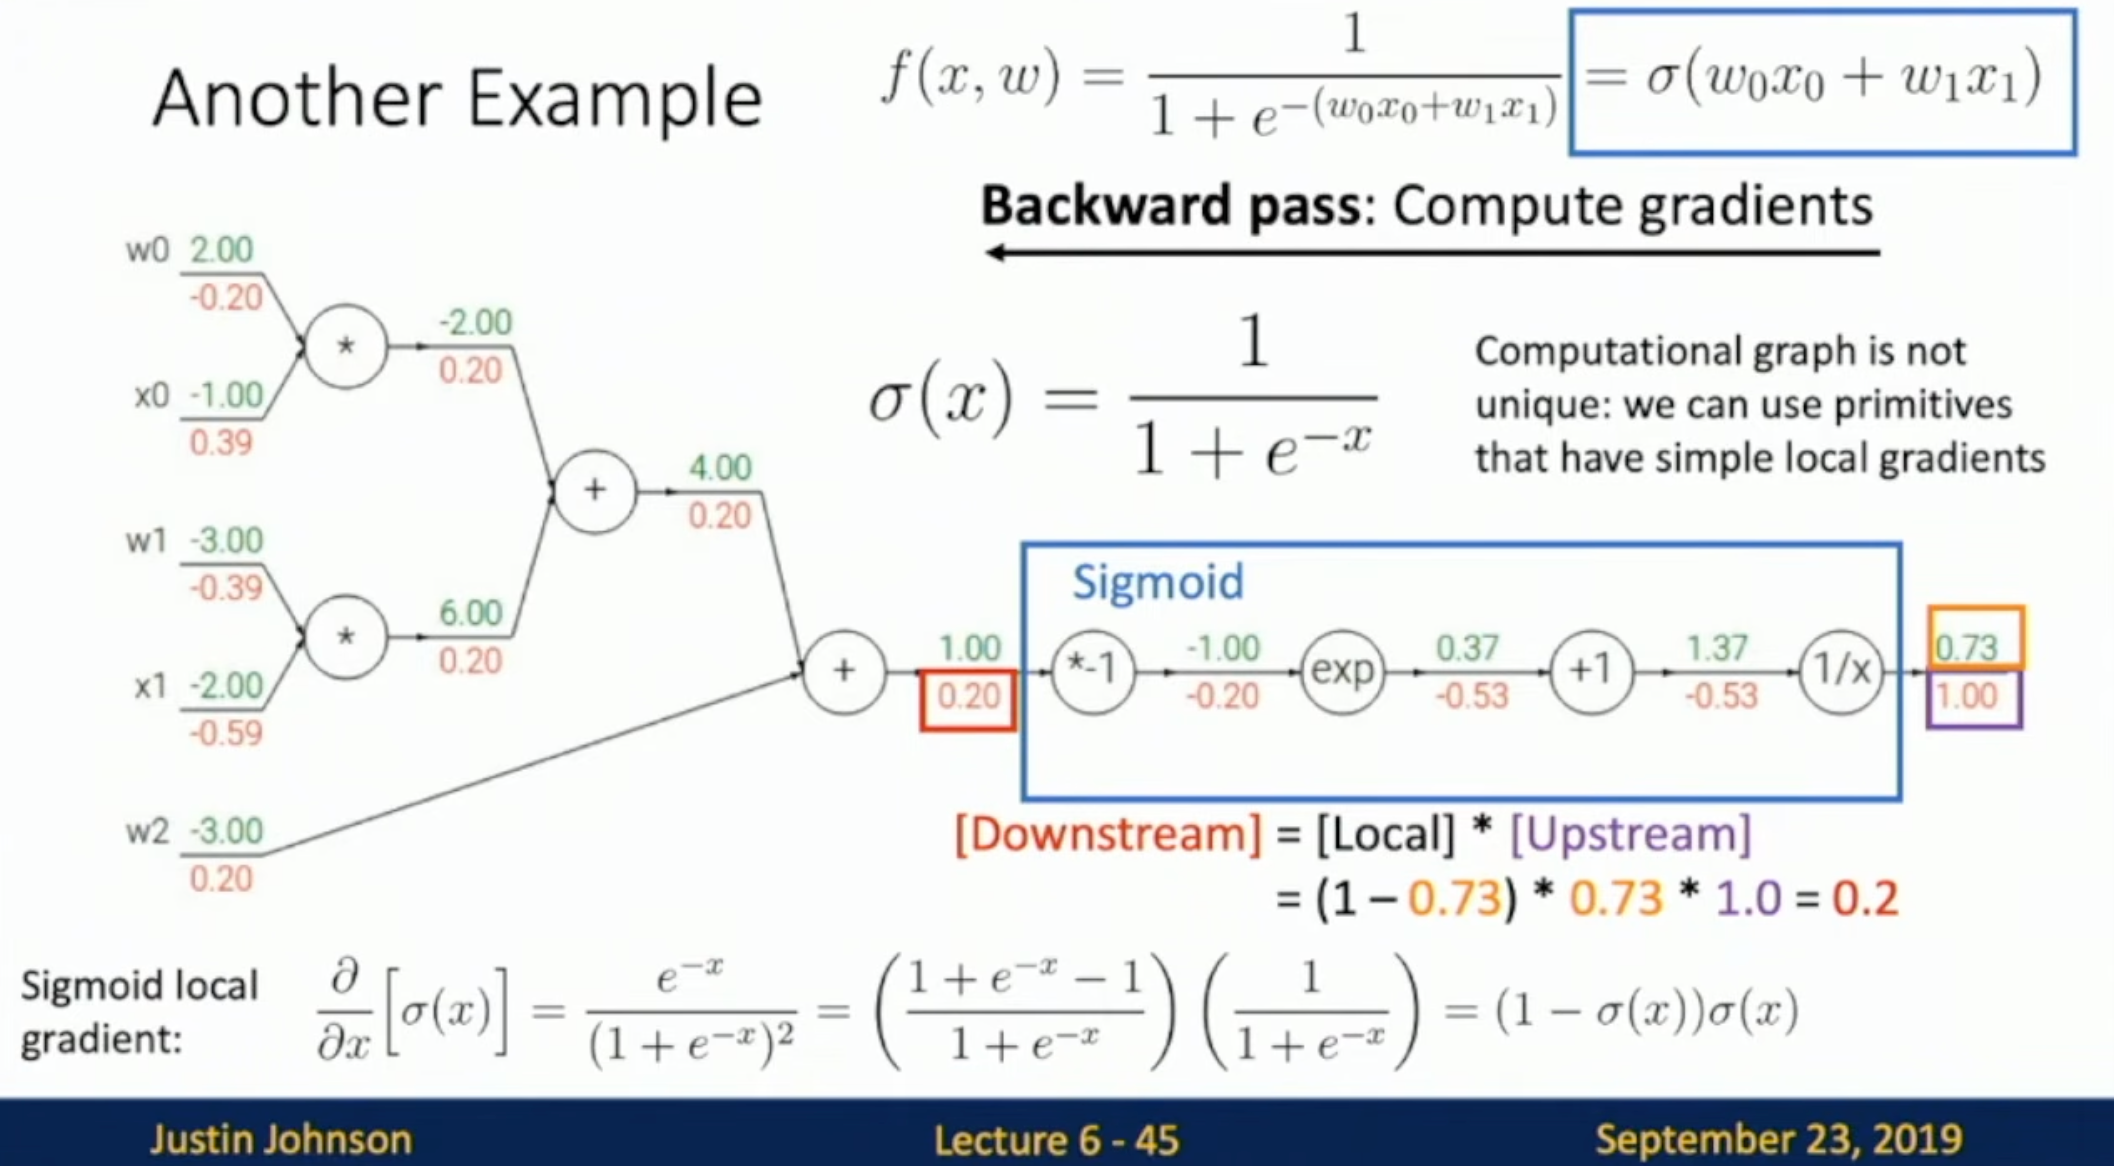 Another Example
f(x, w) = 1 / (1 + e^{-(w_0x_0+w_1x_1)}) = σ(w_0x_0 + w_1x_1)
Backward pass: Compute gradients
σ(x) = 1 / (1 + e^{-x})
Computational graph is not
unique: we can use primitives
that have simple local gradients
w0 2.00
-0.20
*
-2.00
0.20
x0 -1.00
0.39
+
4.00
0.20
w1 -3.00
-0.39
*
6.00
0.20
x1 -2.00
-0.59
w2 -3.00
0.20
+
1.00
0.20
Sigmoid
*-1
-1.00
-0.20
exp
0.37
-0.53
+1
1.37
-0.53
1/x
0.73
1.00
[Downstream] = [Local] * [Upstream]
= (1 – 0.73) * 0.73 * 1.0 = 0.2
Sigmoid local
gradient:
∂/∂x [σ(x)] = e^{-x} / (1 + e^{-x})^2 = ((1 + e^{-x} - 1) / (1 + e^{-x})) (1 / (1 + e^{-x})) = (1 - σ(x))σ(x)
Justin Johnson
Lecture 6 - 45
September 23, 2019